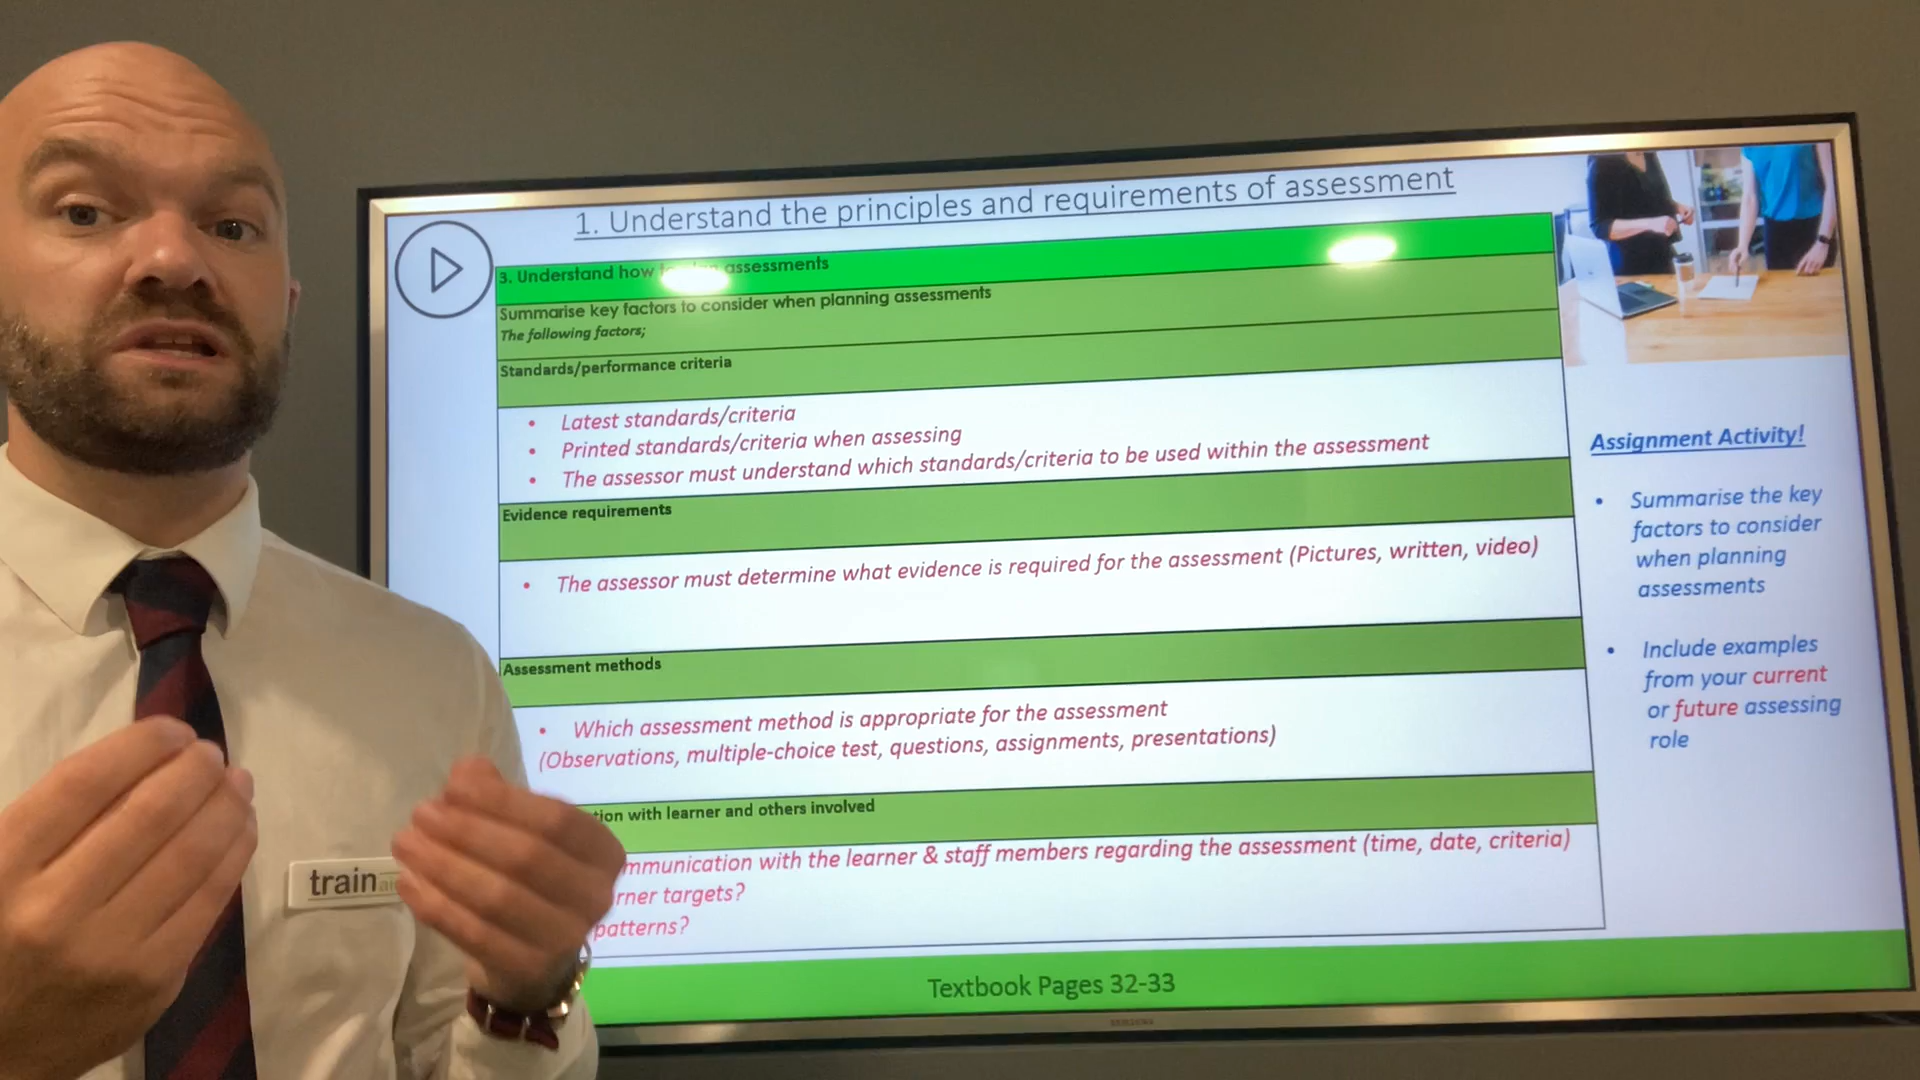 1. Understand the principles and requirements of assessment
3. Understand how assessments
Summarise key factors to consider when planning assessments
The following factors;
Standards/performance criteria
• Latest standards/criteria
• Printed standards/criteria when assessing
• The assessor must understand which standards/criteria to be used within the assessment
Evidence requirements
• The assessor must determine what evidence is required for the assessment (Pictures, written, video)
Assessment methods
• Which assessment method is appropriate for the assessment
(Observations, multiple-choice test, questions, assignments, presentations)
with learner and others involved
with the learner & staff members regarding the assessment (time, date, criteria)
targets?
patterns?
Assignment Activity!
• Summarise the key
factors to consider
when planning
assessments
• Include examples
from your current
or future assessing
role
Textbook Pages 32-33
SAMSUNG
train